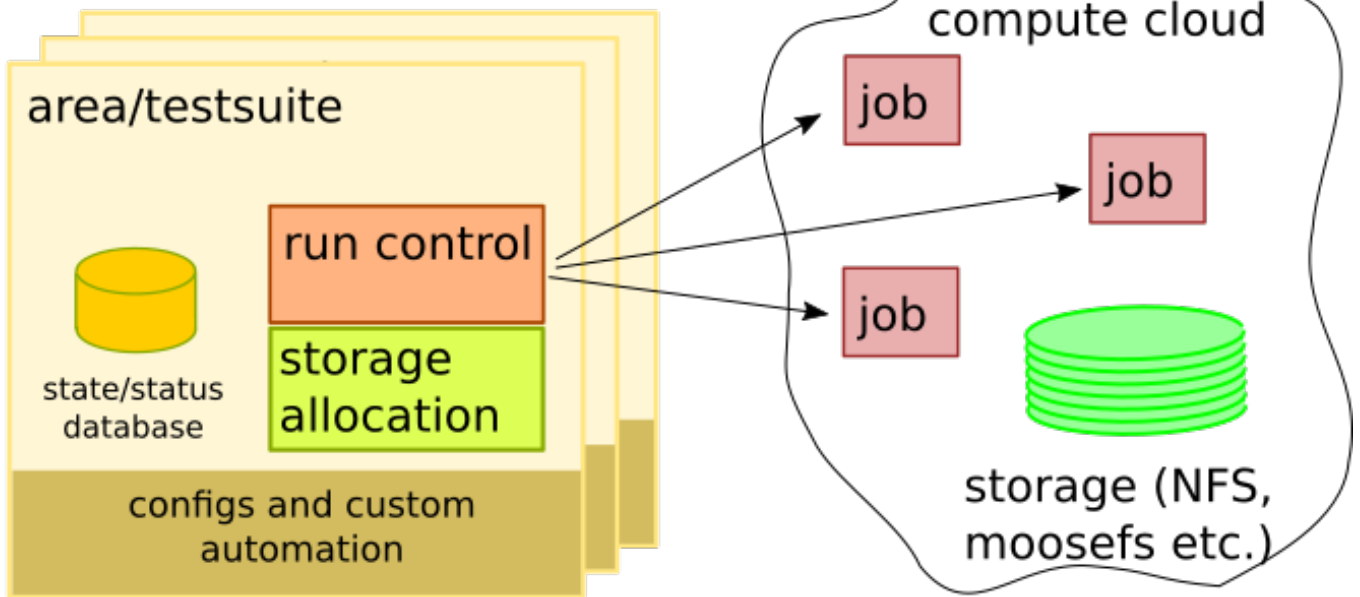 compute cloud
area/testsuite
job
job
run control
job
storage
allocation
state/status
database
configs and custom
automation
storage (NFS,
moosefs etc.)